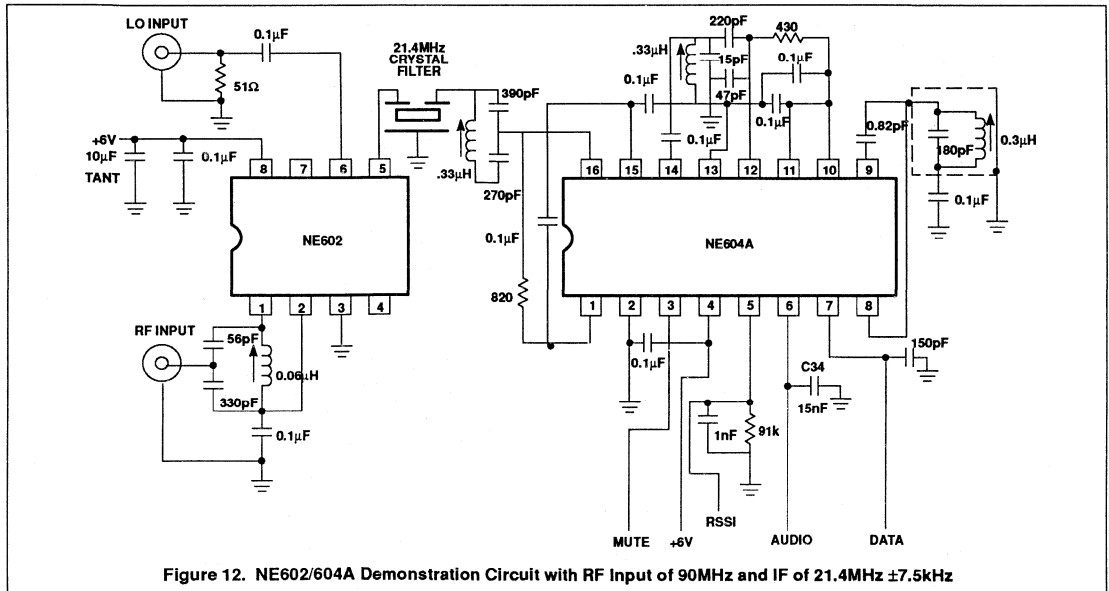 LO INPUT
0.1µF
51Ω
+6V
10µF
TANT
0.1µF
8
7
6
5
NE602
1
2
3
4
RF INPUT
56pF
0.06µH
330pF
0.1µF
21.4MHz
CRYSTAL
FILTER
390pF
.33µH
270pF
820
0.1µF
0.1µF
.33µH
0.1µF
220pF
15pF
47pF
430
0.1µF
0.1µF
0.82pF
180pF
0.3µH
0.1µF
16
15
14
13
12
11
10
9
NE604A
1
2
3
4
5
6
7
8
0.1µF
1nF
91k
C34
15nF
150pF
MUTE
+6V
RSSI
AUDIO
DATA
Figure 12. NE602/604A Demonstration Circuit with RF Input of 90MHz and IF of 21.4MHz ±7.5kHz